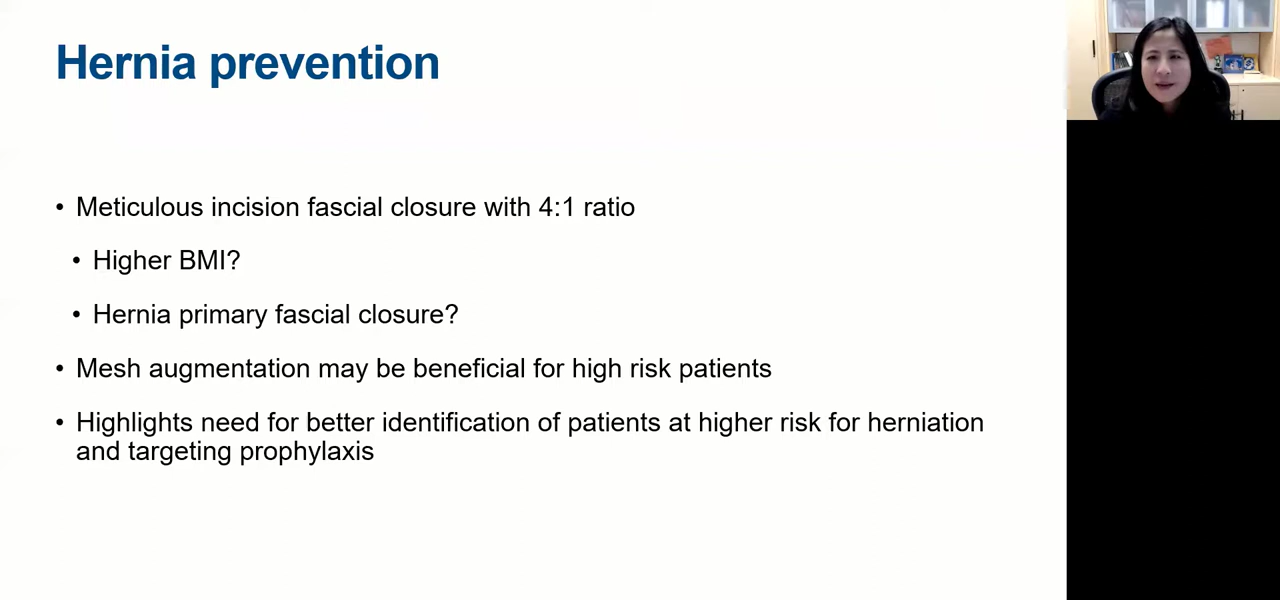 Hernia prevention
• Meticulous incision fascial closure with 4:1 ratio
• Higher BMI?
• Hernia primary fascial closure?
• Mesh augmentation may be beneficial for high risk patients
• Highlights need for better identification of patients at higher risk for herniation
and targeting prophylaxis